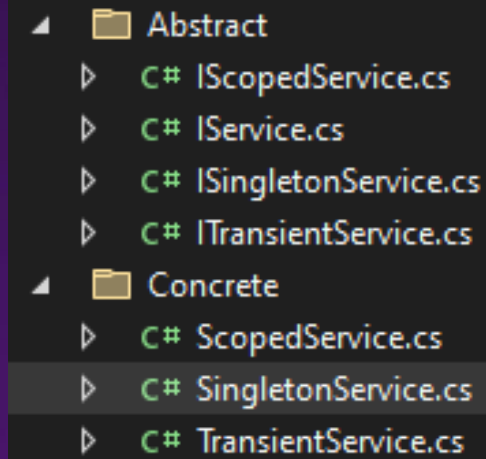 Abstract
C# IScopedService.cs
C# IService.cs
C# ISingletonService.cs
C# ITransientService.cs
Concrete
C# ScopedService.cs
C# SingletonService.cs
C# TransientService.cs